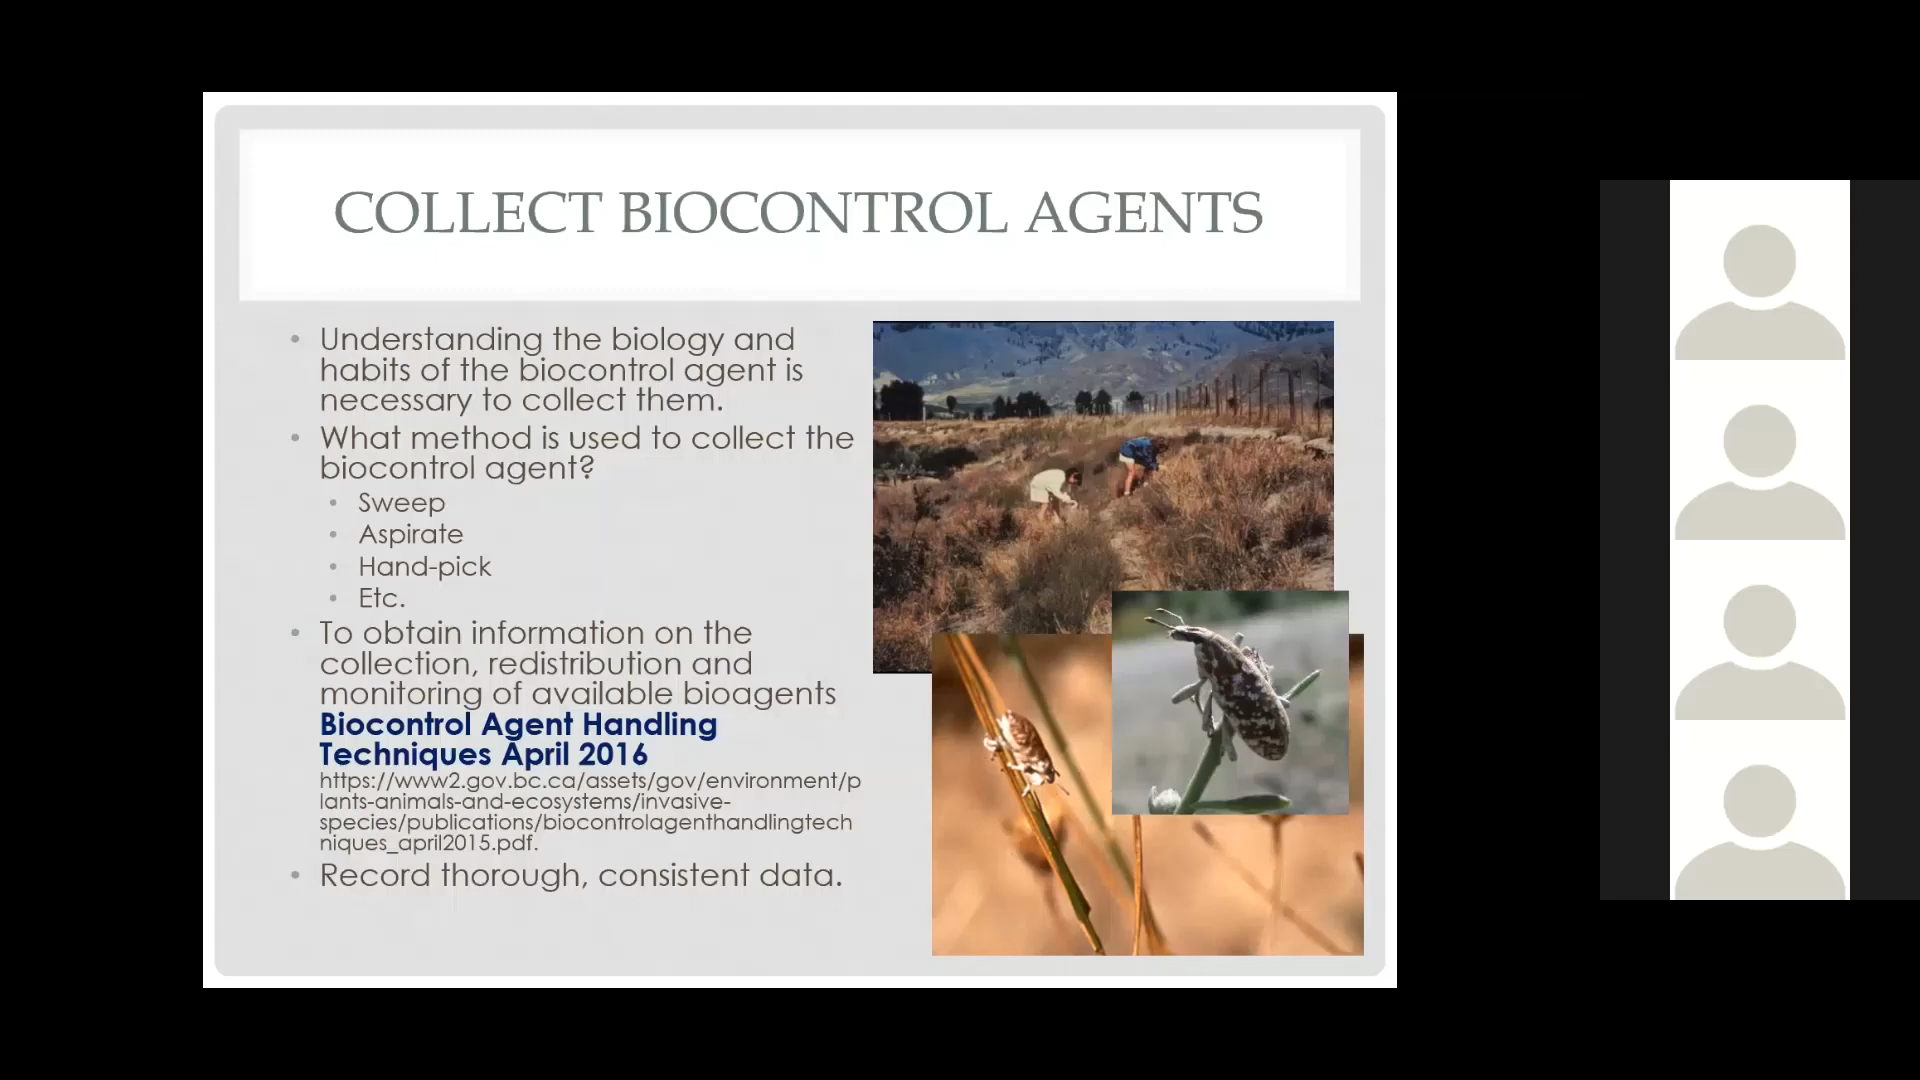 COLLECT BIOCONTROL AGENTS
• Understanding the biology and
habits of the biocontrol agent is
necessary to collect them.
• What method is used to collect the
biocontrol agent?
• Sweep
• Aspirate
• Hand-pick
• Etc.
• To obtain information on the
collection, redistribution and
monitoring of available bioagents
Biocontrol Agent Handling
Techniques April 2016
https://www2.gov.bc.ca/assets/gov/environment/p
lants-animals-and-ecosystems/invasive-
species/publications/biocontrolagenthandlingtech
niques_april2015.pdf.
• Record thorough, consistent data.